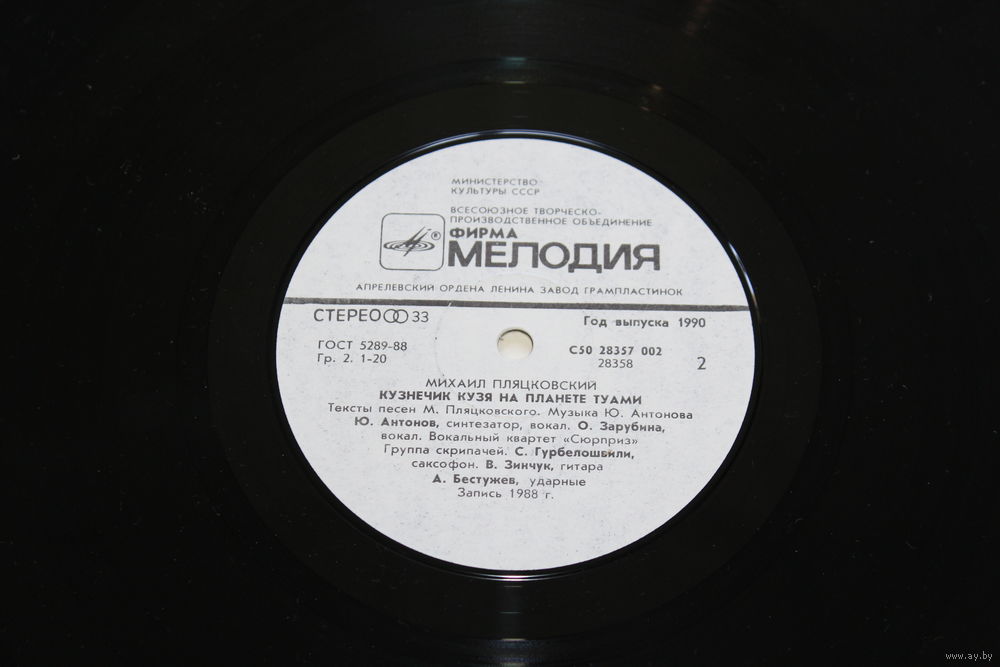 МИНИСТЕРСТВО
КУЛЬТУРЫ СССР
ВСЕСОЮЗНОЕ ТВОРЧЕСКО-
ПРОИЗВОДСТВЕННОЕ ОБЪЕДИНЕНИЕ
® ФИРМА
МЕЛОДИЯ
АПРЕЛЕВСКИЙ ОРДЕНА ЛЕНИНА ЗАВОД ГРАМПЛАСТИНОК
СТЕРЕО 33
Год выпуска 1990
ГОСТ 5289-88
Гр. 2. 1-20
С50 28357 002
28358
2
МИХАИЛ ПЛЯЦКОВСКИЙ
КУЗНЕЧИК КУЗЯ НА ПЛАНЕТЕ ТУАМИ
Тексты песен М. Пляцковского. Музыка Ю. Антонова
Ю. Антонов, синтезатор, вокал. О. Зарубина,
вокал. Вокальный квартет «Сюрприз»
Группа скрипачей. С. Гурбелошвили,
саксофон. В. Зинчук, гитара
А. Бестужев, ударные
Запись 1988 г.
www.ay.by